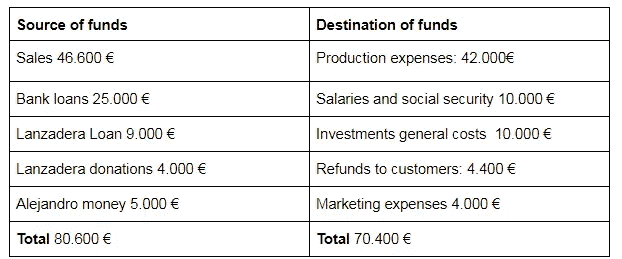 Source of funds Destination of funds
Sales 46.600 € Production expenses: 42.000€
Bank loans 25.000 € Salaries and social security 10.000 €
Lanzadera Loan 9.000 € Investments general costs 10.000 €
Lanzadera donations 4.000 € Refunds to customers: 4.400 €
Alejandro money 5.000 € Marketing expenses 4.000 €
Total 80.600 € Total 70.400 €